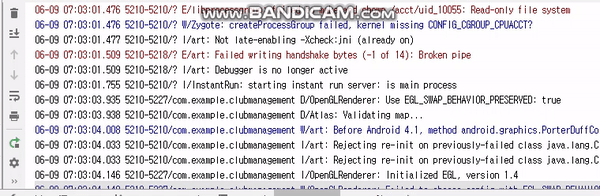 WWW.BANDICAM.COM
06-09 07:03:01.476 5210-5210/? E/ /acct/uid_10055: Read-only file system
06-09 07:03:01.476 5210-5210/? W/Zygote: createProcessGroup failed, kernel missing CONFIG_CGROUP_CPUACCT?
06-09 07:03:01.477 5210-5210/? I/art: Not late-enabling -Xcheck:jni (already on)
06-09 07:03:01.509 5210-5218/? E/art: Failed writing handshake bytes (-1 of 14): Broken pipe
06-09 07:03:01.509 5210-5218/? I/art: Debugger is no longer active
06-09 07:03:01.755 5210-5210/? I/InstantRun: starting instant run server: is main process
06-09 07:03:03.935 5210-5227/com.example.clubmanagement D/OpenGLRenderer: Use EGL_SWAP_BEHAVIOR_PRESERVED: true
06-09 07:03:03.938 5210-5210/com.example.clubmanagement D/Atlas: Validating map...
06-09 07:03:04.008 5210-5210/com.example.clubmanagement W/art: Before Android 4.1, method android.graphics.PorterDuffCo
06-09 07:03:04.033 5210-5210/com.example.clubmanagement I/art: Rejecting re-init on previously-failed class java.lang.C
06-09 07:03:04.033 5210-5210/com.example.clubmanagement I/art: Rejecting re-init on previously-failed class java.lang.C
06-09 07:03:04.146 5210-5227/com.example.clubmanagement I/OpenGLRenderer: Initialized EGL, version 1.4